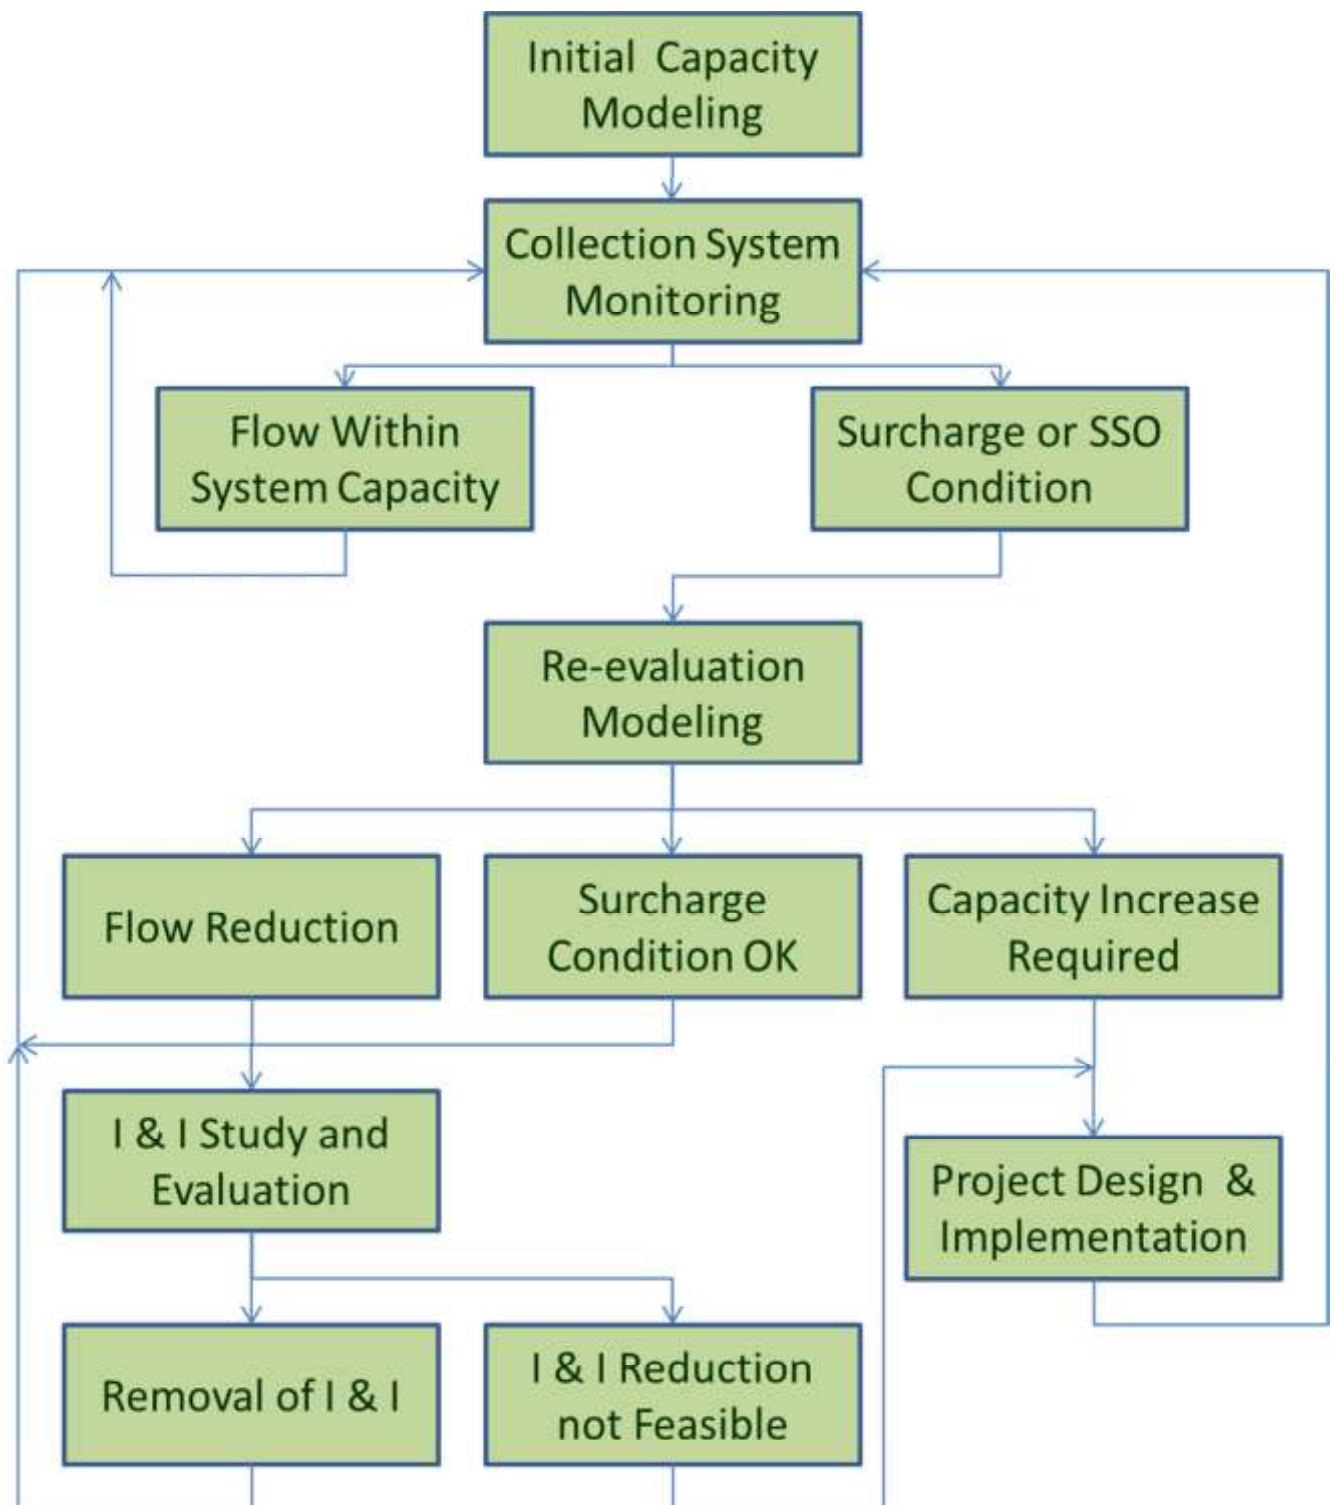 Initial Capacity
Modeling
Collection System
Monitoring
Flow Within
System Capacity
Surcharge or SSO
Condition
Re-evaluation
Modeling
Flow Reduction
Surcharge
Condition OK
Capacity Increase
Required
I & I Study and
Evaluation
Project Design &
Implementation
Removal of I & I
I & I Reduction
not Feasible